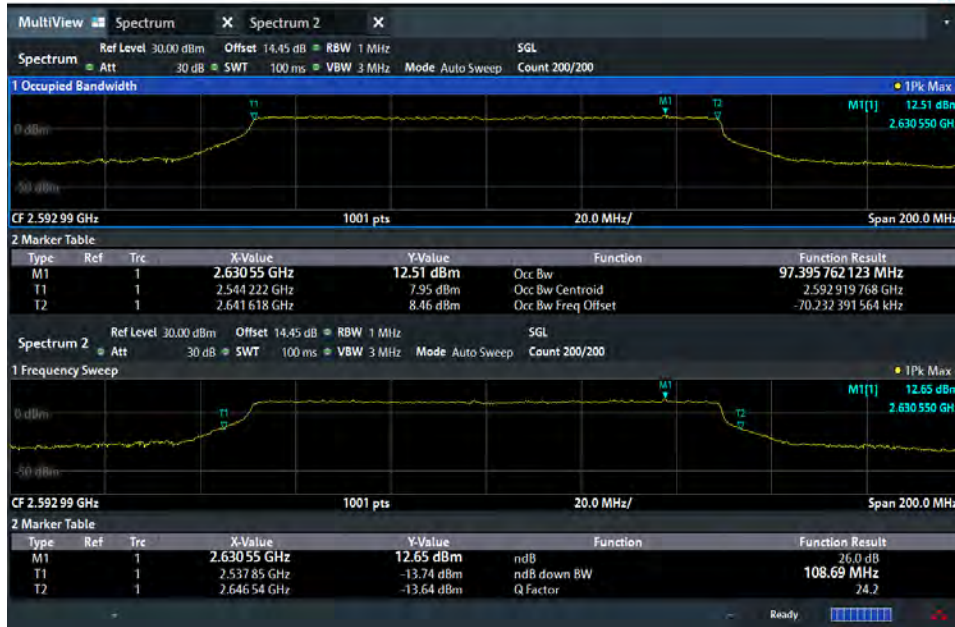 MultiView Spectrum X Spectrum 2 X
Ref Level 30.00 dBm Offset 14.45 dB RBW 1 MHz SGL
Spectrum
Att 30 dB SWT 100 ms VBW 3 MHz Mode Auto Sweep Count 200/200
1 Occupied Bandwidth 1Pk Max
T1 M1 T2 M1[1] 12.51 dBm
2.630 550 GH
0 dBm
-50 dBm
CF 2.592 99 GHz 1001 pts 20.0 MHz/ Span 200.0 MHz
2 Marker Table
Type Ref Trc X-Value Y-Value Function Function Result
M1 1 2.630 55 GHz 12.51 dBm Occ Bw 97.395 762 123 MHz
T1 1 2.544 222 GHz 7.95 dBm Occ Bw Centroid 2.592 919 768 GHz
T2 1 2.641 618 GHz 8.46 dBm Occ Bw Freq Offset -70.232 391 564 kHz
Ref Level 30.00 dBm Offset 14.45 dB RBW 1 MHz SGL
Spectrum 2
Att 30 dB SWT 100 ms VBW 3 MHz Mode Auto Sweep Count 200/200
1 Frequency Sweep 1Pk Max
M1 M1[1] 12.65 dBm
2.630 550 GH
0 dBm T1 T2
-50 dBm
CF 2.592 99 GHz 1001 pts 20.0 MHz/ Span 200.0 MHz
2 Marker Table
Type Ref Trc X-Value Y-Value Function Function Result
M1 1 2.630 55 GHz 12.65 dBm ndB 26.0 dB
T1 1 2.537 85 GHz -13.74 dBm ndB down BW 108.69 MHz
T2 1 2.646 54 GHz -13.64 dBm Q Factor 24.2
Ready